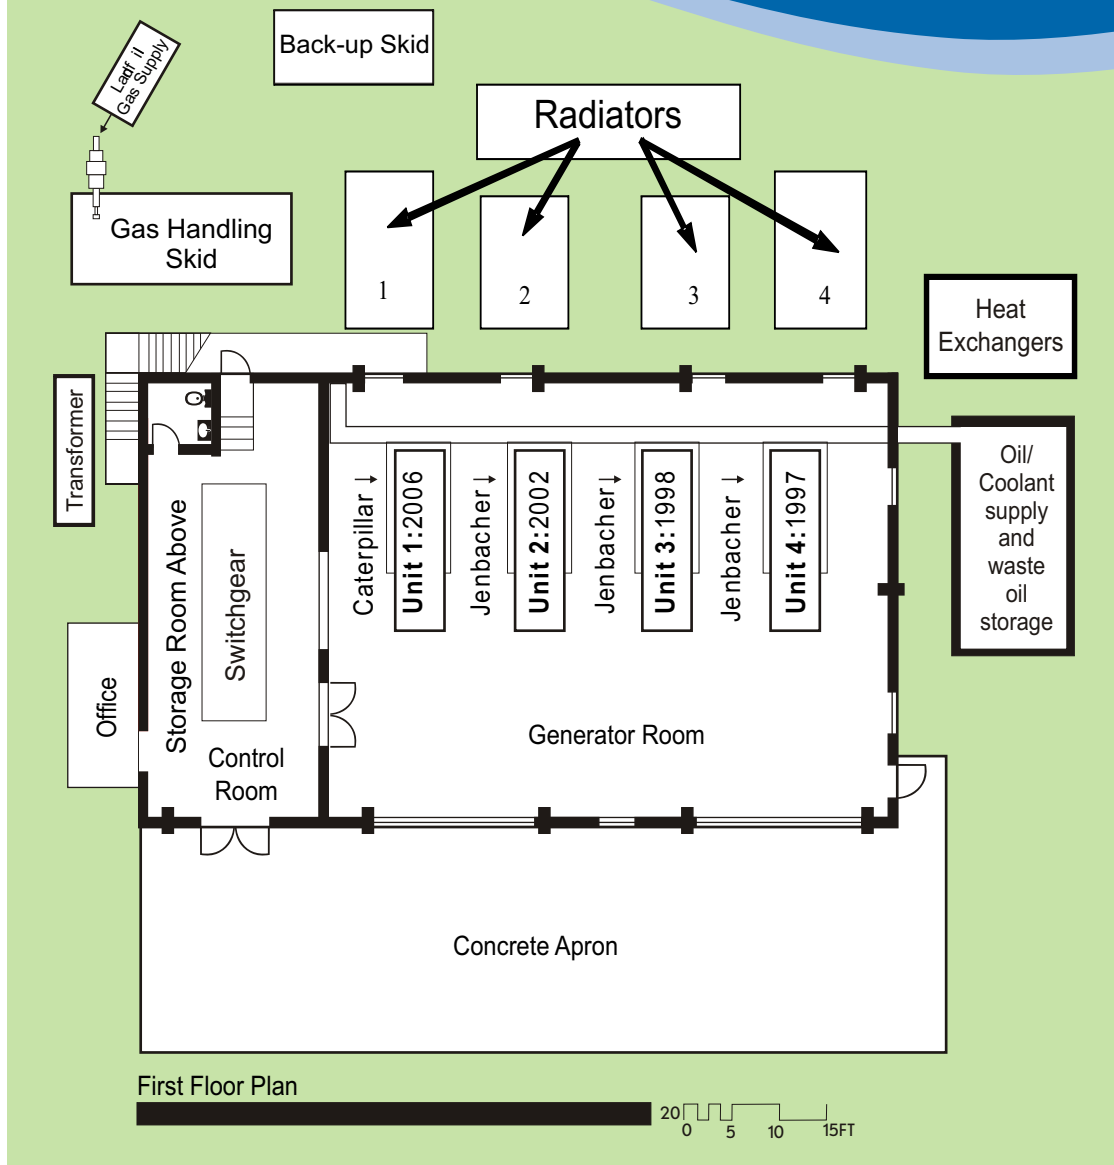 Back-up Skid
Ladf il
Gas Supply
Radiators
Gas Handling
Skid
1
2
3
4
Heat
Exchangers
Transformer
Storage Room Above
Switchgear
Caterpillar ↓
Unit 1:2006
Jenbacher ↓
Unit 2:2002
Jenbacher ↓
Unit 3:1998
Jenbacher ↓
Unit 4:1997
Oil/
Coolant
supply
and
waste
oil
storage
Office
Control
Room
Generator Room
Concrete Apron
First Floor Plan
20
0 5 10 15FT